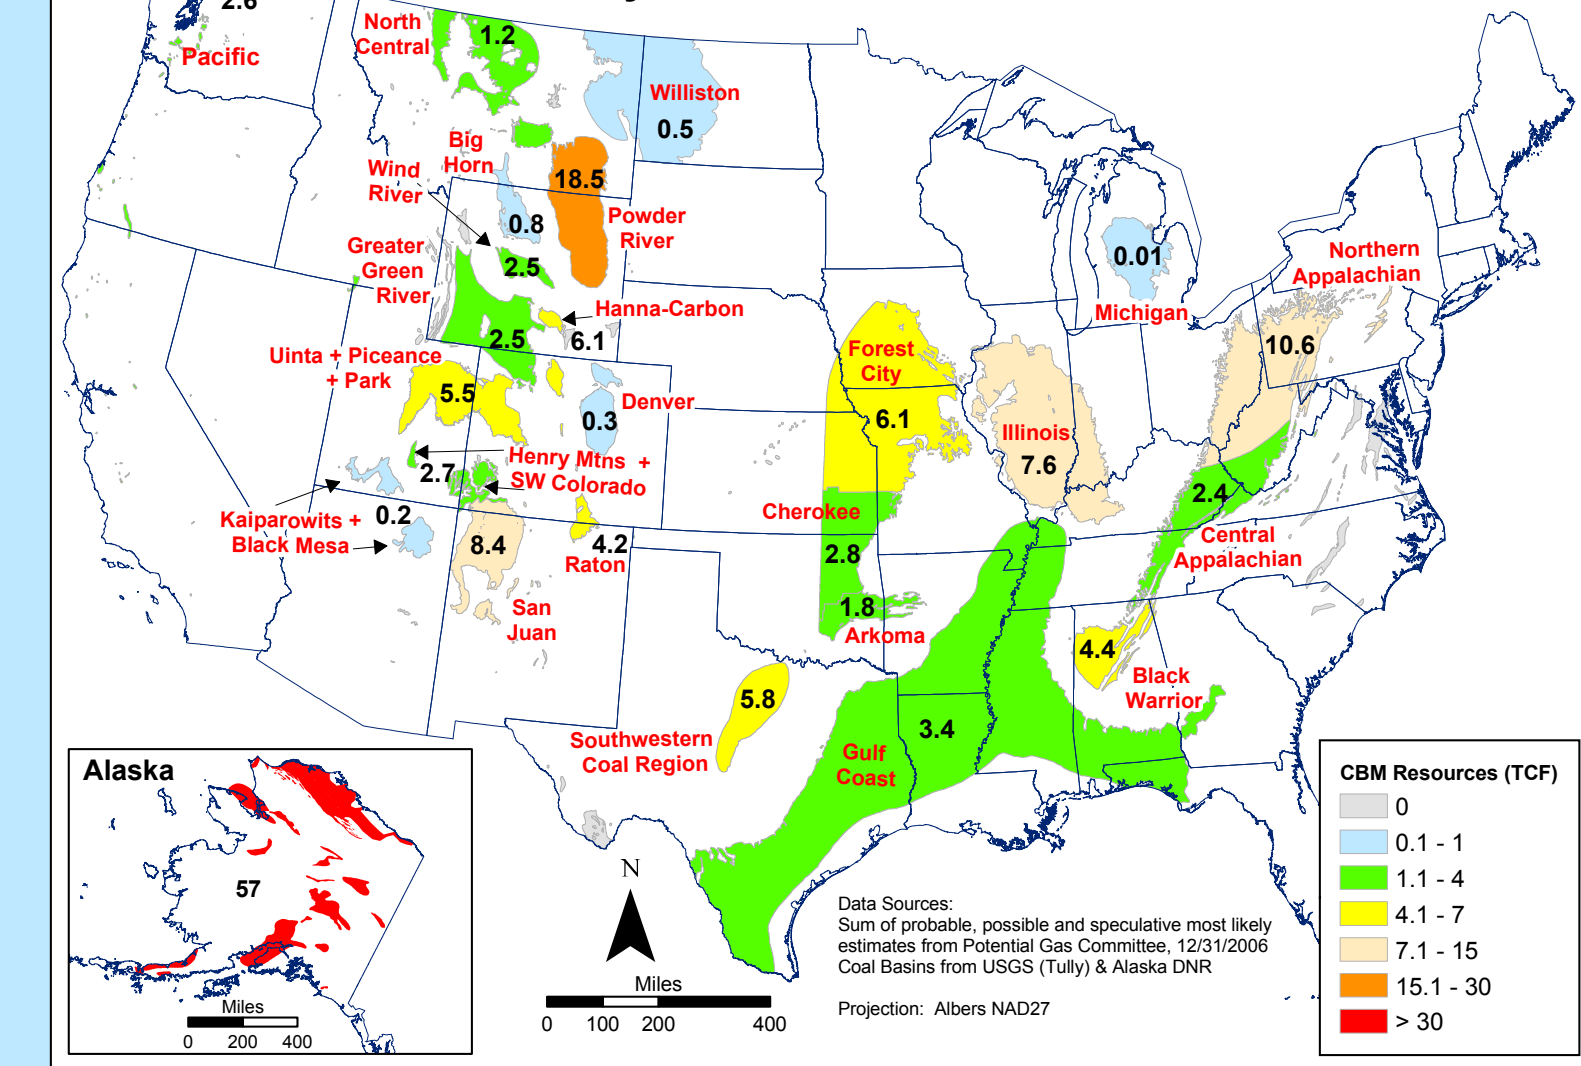 2.6
Pacific
North
Central
1.2
Williston
0.5
Big
Horn
Wind
River
18.5
0.8
Powder
River
Greater
Green
River
2.5
Hanna-Carbon
6.1
2.5
Uinta + Piceance
+ Park
5.5
Denver
0.3
Henry Mtns +
SW Colorado
2.7
Kaiparowits +
Black Mesa
0.2
8.4
San
Juan
4.2
Raton
Forest
City
6.1
Cherokee
2.8
1.8
Arkoma
Illinois
7.6
0.01
Michigan
Northern
Appalachian
10.6
2.4
Central
Appalachian
4.4
Black
Warrior
5.8
Southwestern
Coal Region
Gulf
Coast
3.4
Alaska
57
Miles
0 200 400
N
Miles
0 100 200 400
Data Sources:
Sum of probable, possible and speculative most likely
estimates from Potential Gas Committee, 12/31/2006
Coal Basins from USGS (Tully) & Alaska DNR
Projection: Albers NAD27
CBM Resources (TCF)
0
0.1 - 1
1.1 - 4
4.1 - 7
7.1 - 15
15.1 - 30
> 30